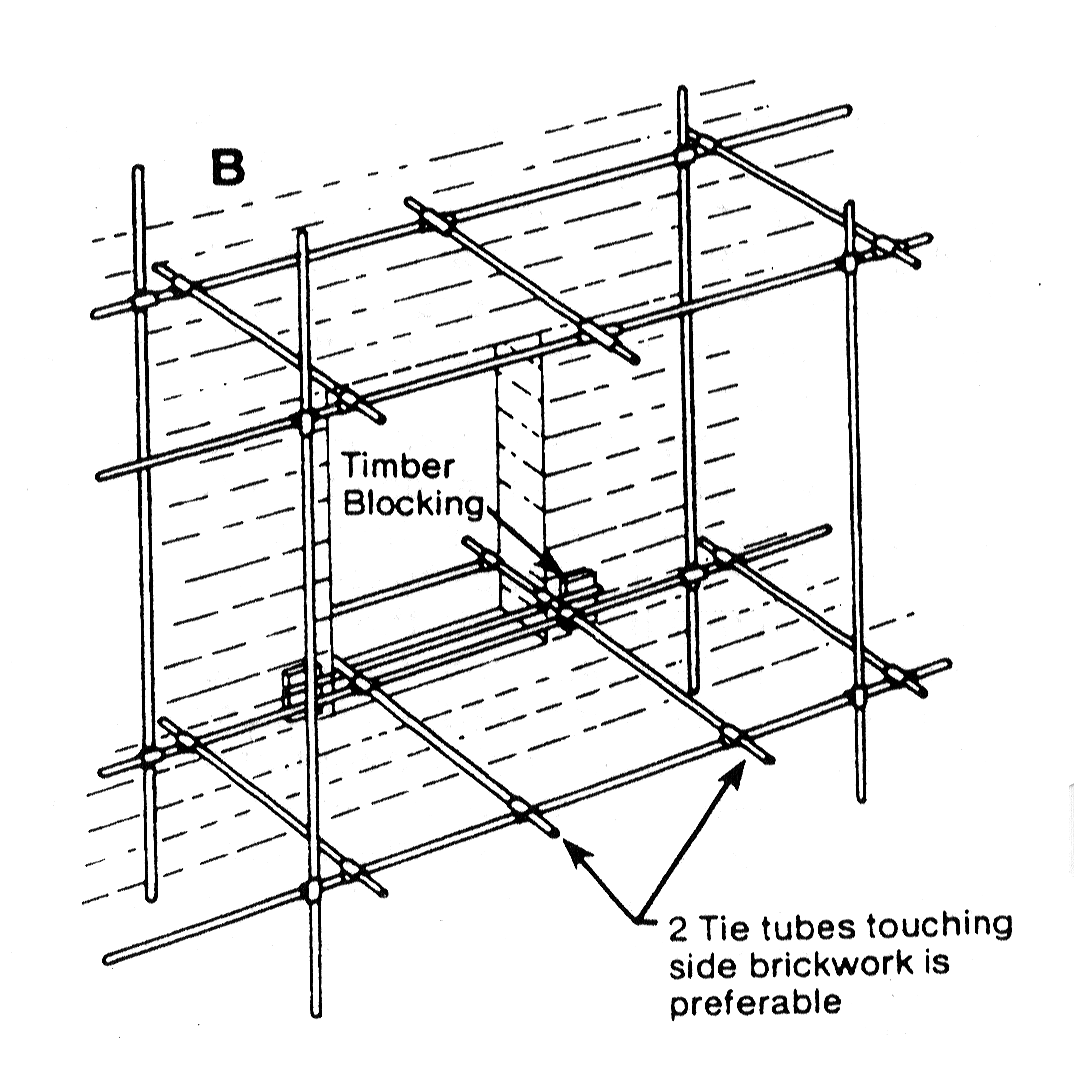 B
Timber
Blocking
2 Tie tubes touching
side brickwork is
preferable